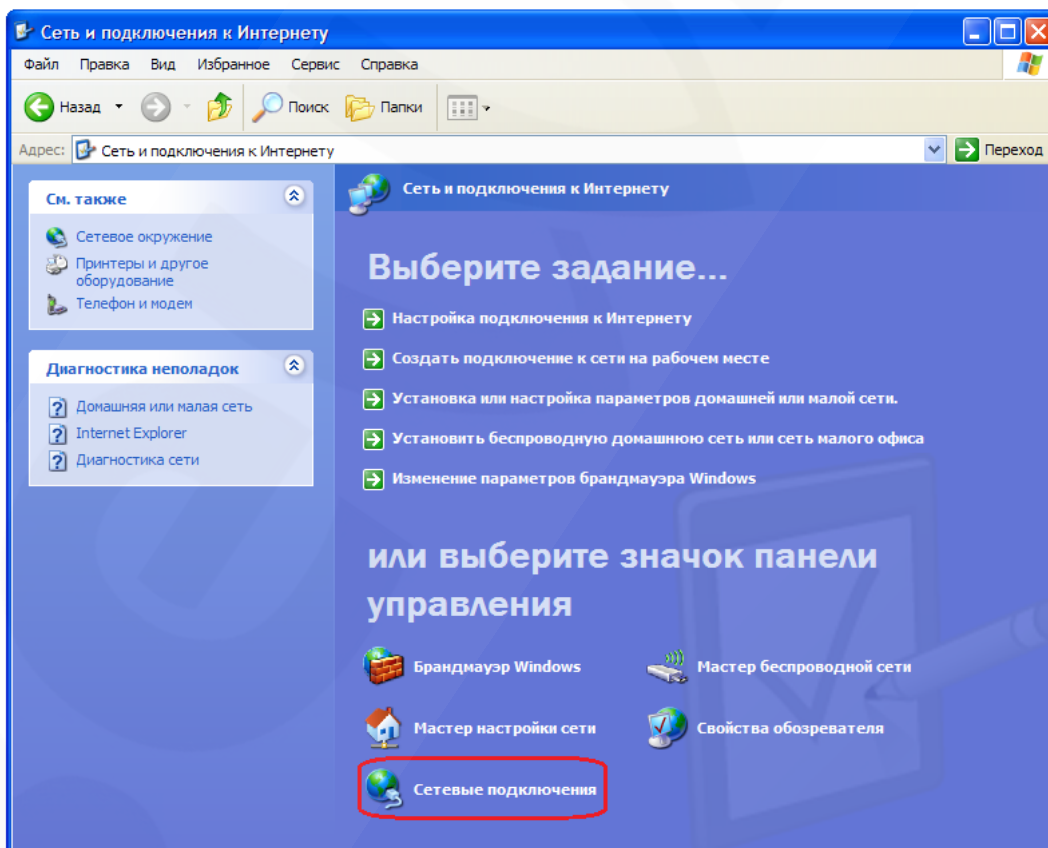 Сеть и подключения к Интернету
Файл Правка Вид Избранное Сервис Справка
Назад Поиск Папки
Адрес: Сеть и подключения к Интернету Переход
См. также
Сетевое окружение
Принтеры и другое
оборудование
Телефон и модем
Диагностика неполадок
Домашняя или малая сеть
Internet Explorer
Диагностика сети
Сеть и подключения к Интернету
Выберите задание...
Настройка подключения к Интернету
Создать подключение к сети на рабочем месте
Установка или настройка параметров домашней или малой сети.
Установить беспроводную домашнюю сеть или сеть малого офиса
Изменение параметров брандмауэра Windows
или выберите значок панели
управления
Брандмауэр Windows Мастер беспроводной сети
Мастер настройки сети Свойства обозревателя
Сетевые подключения